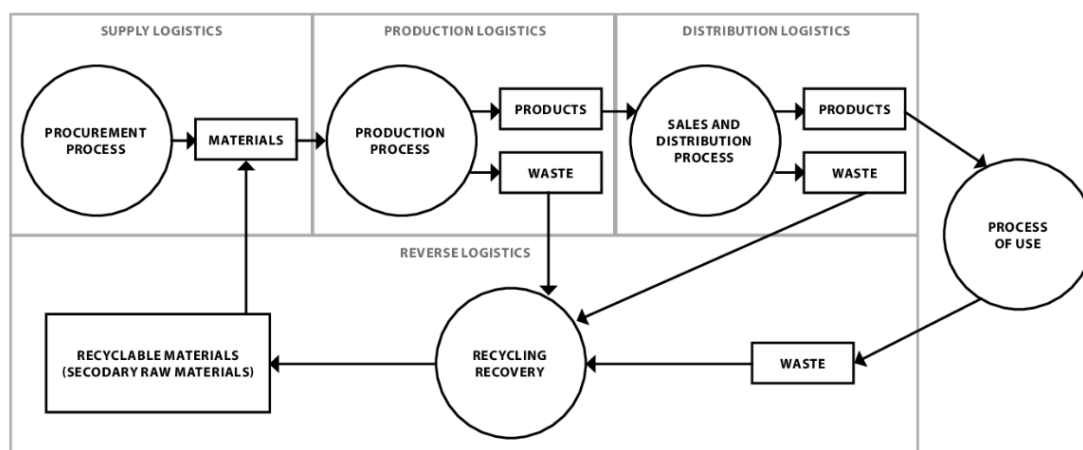 SUPPLY LOGISTICS
PRODUCTION LOGISTICS
DISTRIBUTION LOGISTICS
PROCUREMENT
PROCESS
MATERIALS
PRODUCTION
PROCESS
PRODUCTS
WASTE
SALES AND
DISTRIBUTION
PROCESS
PRODUCTS
WASTE
PROCESS
OF USE
REVERSE LOGISTICS
RECYCLABLE MATERIALS
(SECODARY RAW MATERIALS)
RECYCLING
RECOVERY
WASTE